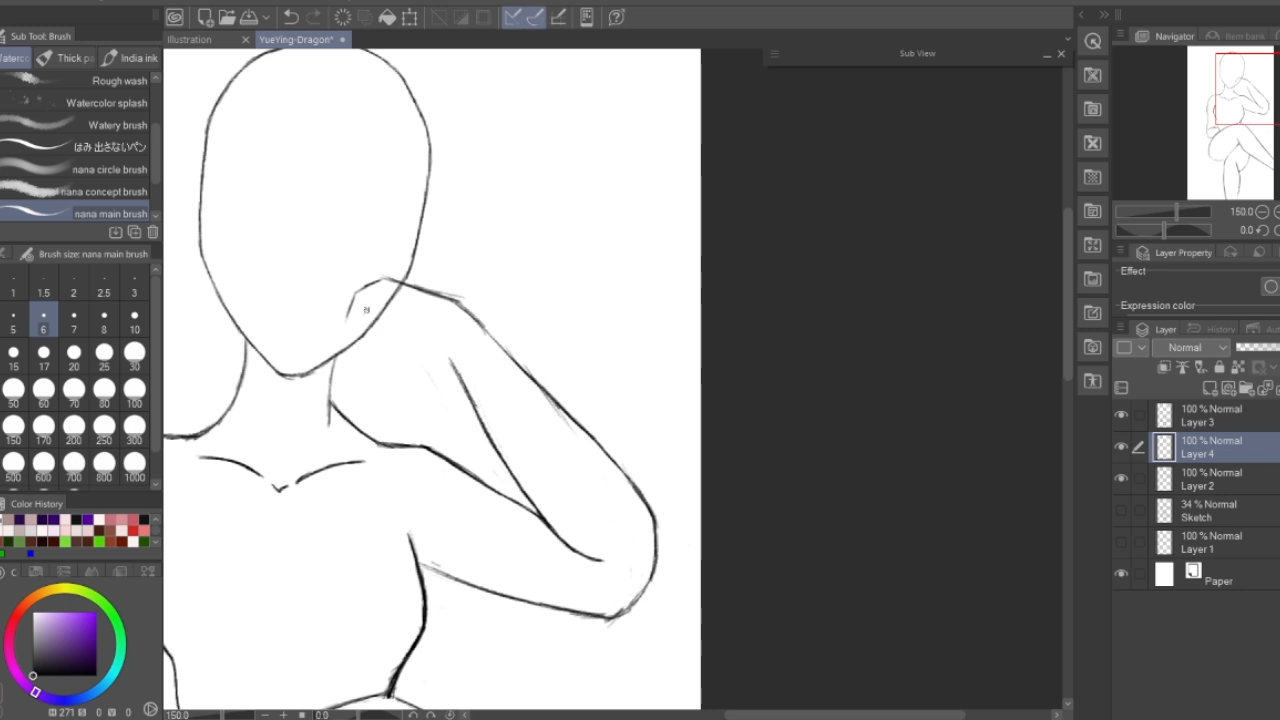 Sub Tool: Brush
Thick
India ink
Rough wash
Watercolor splash
Watery brush
はみ出さないペン
nana circle brush
nana concept brush
nana main brush
Brush size: nana main brush
1 1.5 2 2.5 3
5 6 7 8 10
15 17 20 25 30
50 60 70 80 100
150 170 200 250 300
500 600 700 800 1000
Color History
271 S 0 V 0
Illustration
YueYing-Dragon*
150.0
0.0
Sub View
Navigator
Item bank
150.0
0.0
Layer Property
Effect
Expression color
Layer
History
Normal
100 % Normal
Layer 3
100 % Normal
Layer 4
100 % Normal
Layer 2
34 % Normal
Sketch
100 % Normal
Layer 1
Paper